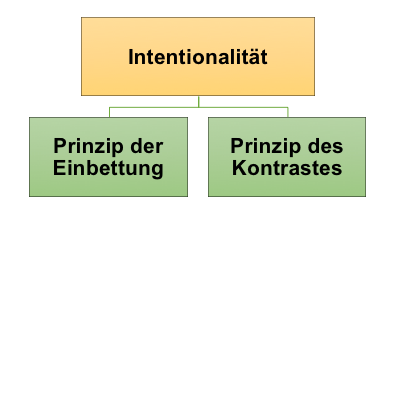 Intentionalität
Prinzip der
Einbettung
Prinzip des
Kontrastes